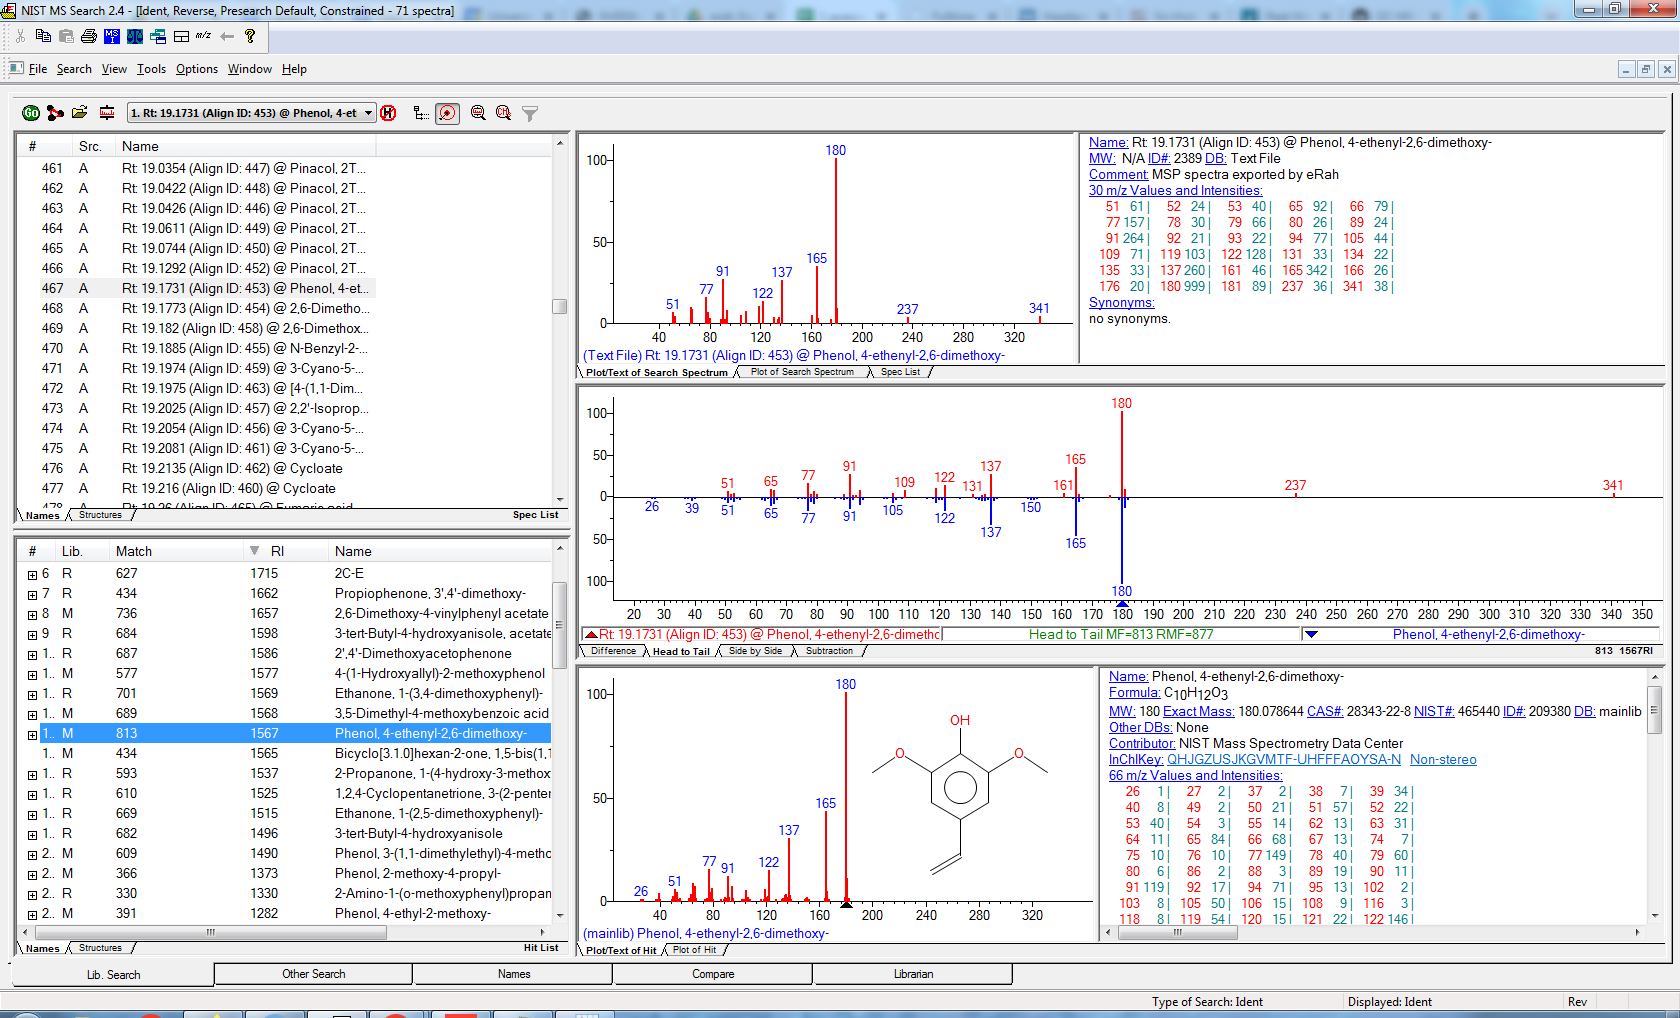 NIST MS Search 2.4 - [Ident, Reverse, Presearch Default, Constrained - 71 spectra]
File Search View Tools Options Window Help
1. Rt: 19.1731 (Align ID: 453) @ Phenol, 4-et
# Src. Name
461 A Rt: 19.0354 (Align ID: 447) @ Pinacol, 2T...
462 A Rt: 19.0422 (Align ID: 448) @ Pinacol, 2T...
463 A Rt: 19.0426 (Align ID: 446) @ Pinacol, 2T...
464 A Rt: 19.0611 (Align ID: 449) @ Pinacol, 2T...
465 A Rt: 19.0744 (Align ID: 450) @ Pinacol, 2T...
466 A Rt: 19.1292 (Align ID: 452) @ Pinacol, 2T...
467 A Rt: 19.1731 (Align ID: 453) @ Phenol, 4-et...
468 A Rt: 19.1773 (Align ID: 454) @ 2,6-Dimetho...
469 A Rt: 19.182 (Align ID: 458) @ 2,6-Dimethox...
470 A Rt: 19.1885 (Align ID: 455) @ N-Benzyl-2-...
471 A Rt: 19.1974 (Align ID: 459) @ 3-Cyano-5-...
472 A Rt: 19.1975 (Align ID: 463) @ [4-(1,1-Dim...
473 A Rt: 19.2025 (Align ID: 457) @ 2,2'-Isoprop...
474 A Rt: 19.2054 (Align ID: 456) @ 3-Cyano-5-...
475 A Rt: 19.2081 (Align ID: 461) @ 3-Cyano-5-...
476 A Rt: 19.2135 (Align ID: 462) @ Cycloate
477 A Rt: 19.216 (Align ID: 460) @ Cycloate
Names Structures Spec List
100 50 0
180 165 137 122 91 77 51 237 341
40 80 120 160 200 240 280 320
(Text File) Rt: 19.1731 (Align ID: 453) @ Phenol, 4-ethenyl-2,6-dimethoxy-
Plot/Text of Search Spectrum Plot of Search Spectrum Spec List
Name: Rt: 19.1731 (Align ID: 453) @ Phenol, 4-ethenyl-2,6-dimethoxy-
MW: N/A ID#: 2389 DB: Text File
Comment: MSP spectra exported by eRah
30 m/z Values and Intensities:
51 61| 52 24| 53 40| 65 92| 66 79|
77 157| 78 30| 79 66| 80 26| 89 24|
91 264| 92 21| 93 22| 94 77| 105 44|
109 71| 119 103| 122 128| 131 33| 134 22|
135 33| 137 260| 161 46| 165 342| 166 26|
176 20| 180 999| 181 89| 237 36| 341 38|
Synonyms:
no synonyms.
100 50 0 50 100
180 165 137 91 77 65 51 109 122 131 161 237 341
26 39 51 65 77 91 105 122 137 150 165 180
20 30 40 50 60 70 80 90 100 110 120 130 140 150 160 170 180 190 200 210 220 230 240 250 260 270 280 290 300 310 320 330 340 350
Rt: 19.1731 (Align ID: 453) @ Phenol, 4-ethenyl-2,6-dimethc Head to Tail MF=813 RMF=877 Phenol, 4-ethenyl-2,6-dimethoxy-
Difference Head to Tail Side by Side Subtraction 813 1567RI
# Lib. Match RI Name
6 R 627 1715 2C-E
7 R 434 1662 Propiophenone, 3',4'-dimethoxy-
8 M 736 1657 2,6-Dimethoxy-4-vinylphenyl acetate
9 R 684 1598 3-tert-Butyl-4-hydroxyanisole, acetate
1.. R 687 1586 2',4'-Dimethoxyacetophenone
1.. M 577 1577 4-(1-Hydroxyallyl)-2-methoxyphenol
1.. R 701 1569 Ethanone, 1-(3,4-dimethoxyphenyl)-
1.. M 689 1568 3,5-Dimethyl-4-methoxybenzoic acid
1.. M 813 1567 Phenol, 4-ethenyl-2,6-dimethoxy-
1.. M 434 1565 Bicyclo[3.1.0]hexan-2-one, 1,5-bis(1,1
1.. R 593 1537 2-Propanone, 1-(4-hydroxy-3-methox
1.. R 610 1525 1,2,4-Cyclopentanetrione, 3-(2-penter
1.. R 669 1515 Ethanone, 1-(2,5-dimethoxyphenyl)-
1.. R 682 1496 3-tert-Butyl-4-hydroxyanisole
2.. M 609 1490 Phenol, 3-(1,1-dimethylethyl)-4-metho
2.. M 366 1373 Phenol, 2-methoxy-4-propyl-
2.. R 330 1330 2-Amino-1-(o-methoxyphenyl)propan
2.. M 391 1282 Phenol, 4-ethyl-2-methoxy-
Names Structures Hit List
100 50 0
180 165 137 122 91 77 51 26
40 80 120 160 200 240 280 320
OH O O
(mainlib) Phenol, 4-ethenyl-2,6-dimethoxy-
Plot/Text of Hit Plot of Hit
Name: Phenol, 4-ethenyl-2,6-dimethoxy-
Formula: C10H12O3
MW: 180 Exact Mass: 180.078644 CAS#: 28343-22-8 NIST#: 465440 ID#: 209380 DB: mainlib
Other DBs: None
Contributor: NIST Mass Spectrometry Data Center
InChIKey: QHJGZUSJKGVMTF-UHFFFAOYSA-N Non-stereo
66 m/z Values and Intensities:
26 1| 27 2| 37 2| 38 7| 39 34|
40 8| 49 2| 50 21| 51 57| 52 22|
53 40| 54 3| 55 14| 62 13| 63 31|
64 11| 65 84| 66 68| 67 13| 74 7|
75 10| 76 10| 77 149| 78 40| 79 60|
80 6| 86 2| 88 3| 89 19| 90 11|
91 119| 92 17| 94 71| 95 13| 102 2|
103 8| 105 50| 106 15| 108 9| 116 3|
118 8| 119 54| 120 15| 121 22| 122 146|
Lib. Search Other Search Names Compare Librarian
Type of Search: Ident Displayed: Ident Rev